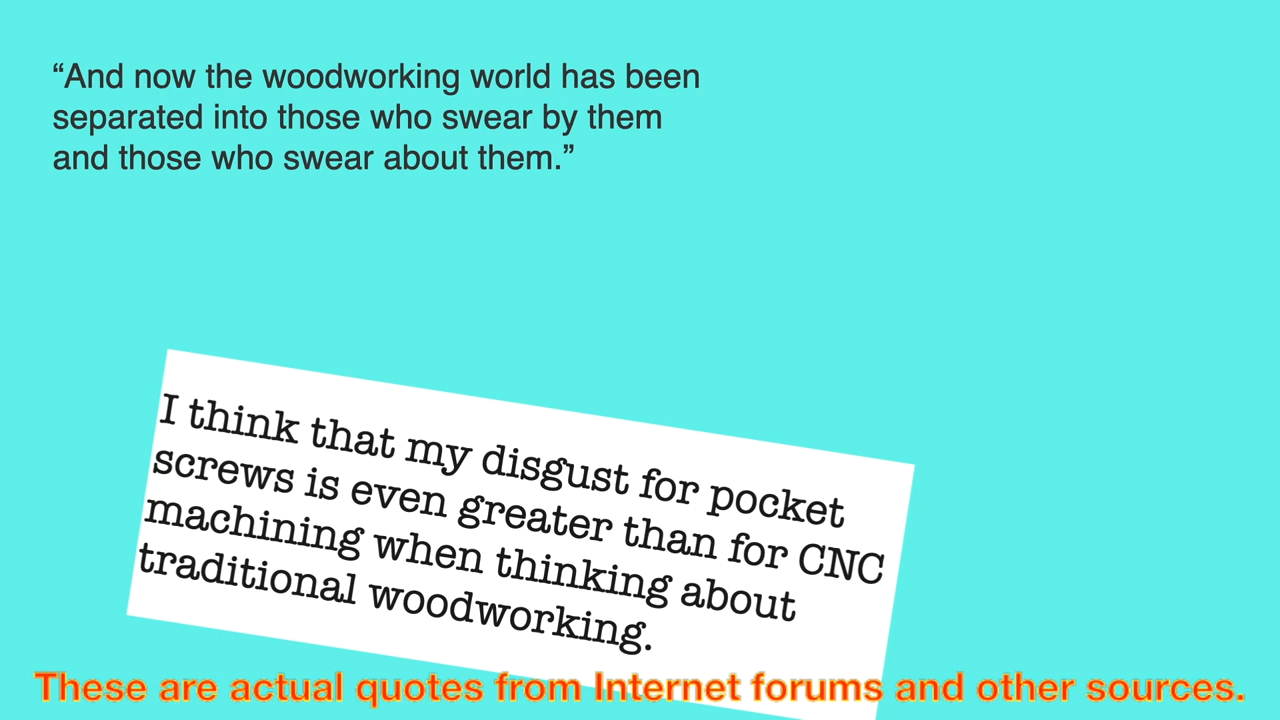 “And now the woodworking world has been
separated into those who swear by them
and those who swear about them.”
I think that my disgust for pocket
screws is even greater than for CNC
machining when thinking about
traditional woodworking.
These are actual quotes from Internet forums and other sources.